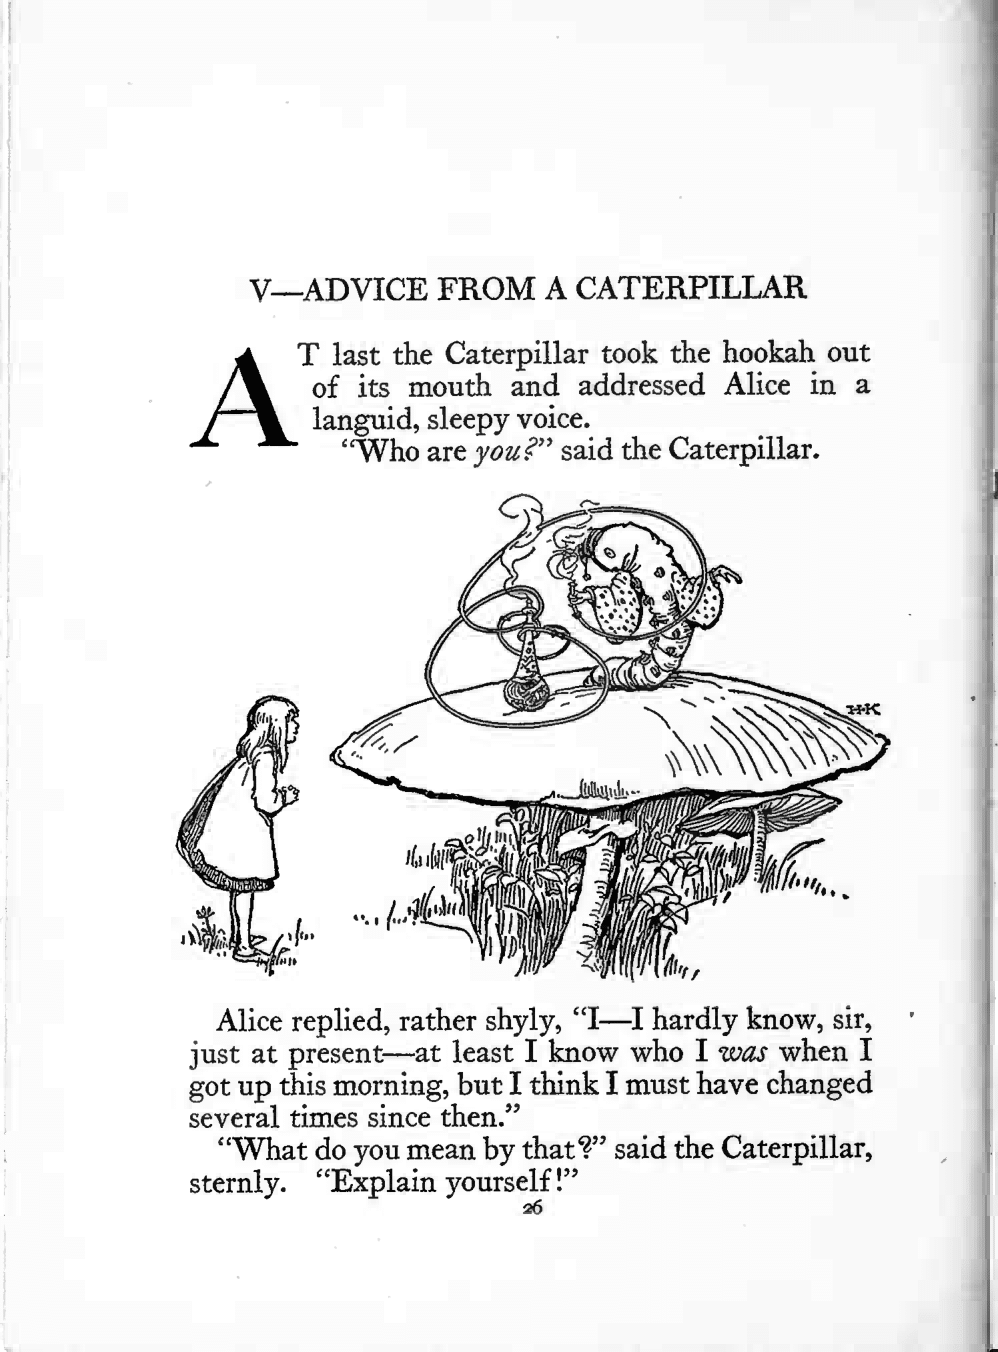 V—ADVICE FROM A CATERPILLAR
AT last the Caterpillar took the hookah out
of its mouth and addressed Alice in a
languid, sleepy voice.
“Who are you?” said the Caterpillar.
HK
Alice replied, rather shyly, “I—I hardly know, sir,
just at present—at least I know who I was when I
got up this morning, but I think I must have changed
several times since then.”
“What do you mean by that?” said the Caterpillar,
sternly. “Explain yourself!”
26